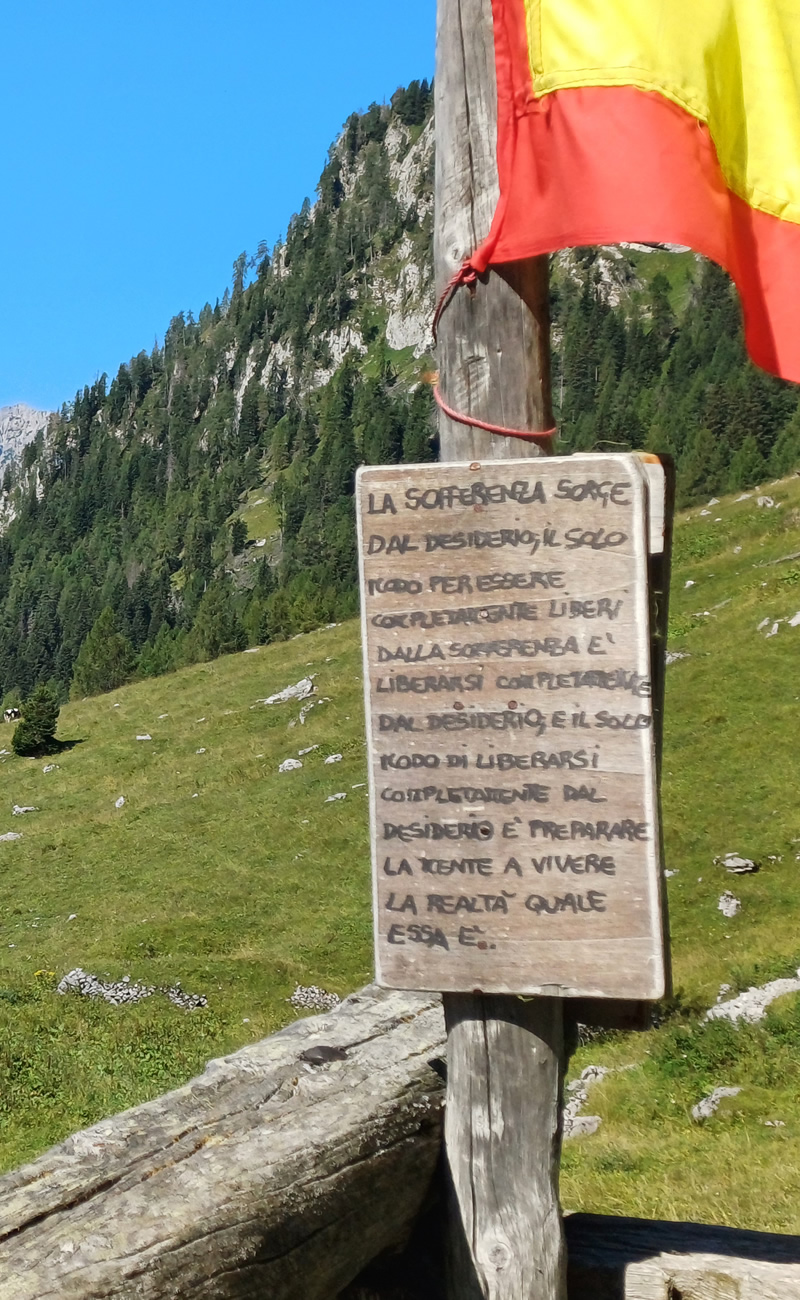 LA SOFFERENZA SORGE
DAL DESIDERIO, IL SOLO
MODO PER ESSERE
COMPLETAMENTE LIBERI
DALLA SOFFERENZA E'
LIBERARSI COMPLETAMENTE
DAL DESIDERIO, E IL SOLO
MODO DI LIBERARSI
COMPLETAMENTE DAL
DESIDERIO E' PREPARARE
LA MENTE A VIVERE
LA REALTA' QUALE
ESSA E'..